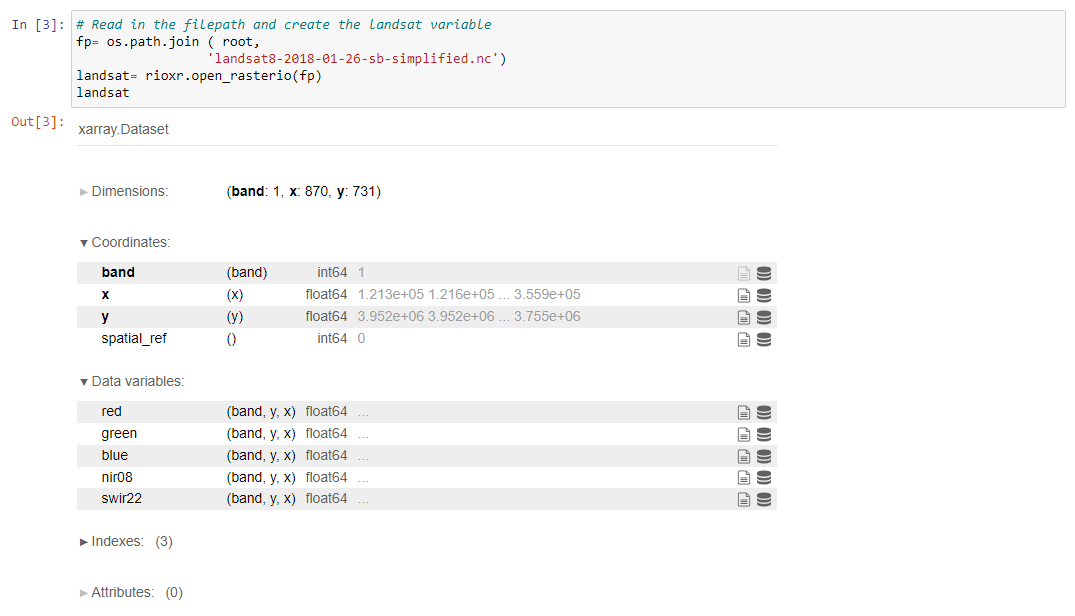 In [3]: # Read in the filepath and create the landsat variable
fp= os.path.join ( root,
'landsat8-2018-01-26-sb-simplified.nc')
landsat= rioxr.open_rasterio(fp)
landsat
Out[3]: xarray.Dataset
▸ Dimensions: (band: 1, x: 870, y: 731)
▾ Coordinates:
band (band) int64 1
x (x) float64 1.213e+05 1.216e+05 ... 3.559e+05
y (y) float64 3.952e+06 3.952e+06 ... 3.755e+06
spatial_ref () int64 0
▾ Data variables:
red (band, y, x) float64 ...
green (band, y, x) float64 ...
blue (band, y, x) float64 ...
nir08 (band, y, x) float64 ...
swir22 (band, y, x) float64 ...
▸ Indexes: (3)
▸ Attributes: (0)